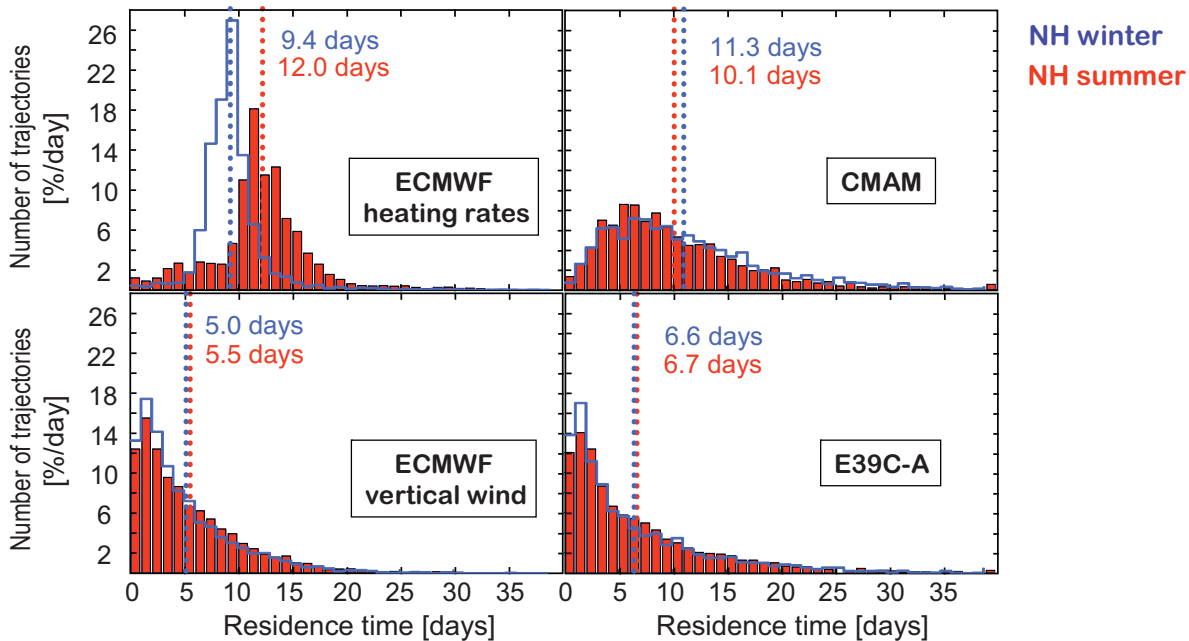 26
22
18
14
10
6
2
Number of trajectories
[%/day]
9.4 days
12.0 days
ECMWF
heating rates
11.3 days
10.1 days
CMAM
NH winter
NH summer
26
22
18
14
10
6
2
Number of trajectories
[%/day]
5.0 days
5.5 days
ECMWF
vertical wind
6.6 days
6.7 days
E39C-A
0 5 10 15 20 25 30 35
0 5 10 15 20 25 30 35
Residence time [days]
Residence time [days]